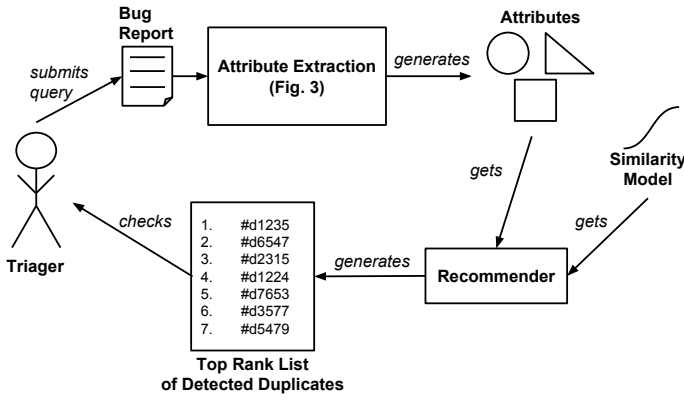 Bug
Report
Attributes
submits
query
Attribute Extraction
(Fig. 3)
generates
Similarity
Model
gets
gets
Triager
checks
1. #d1235
2. #d6547
3. #d2315
4. #d1224
5. #d7653
6. #d3577
7. #d5479
generates
Recommender
Top Rank List
of Detected Duplicates